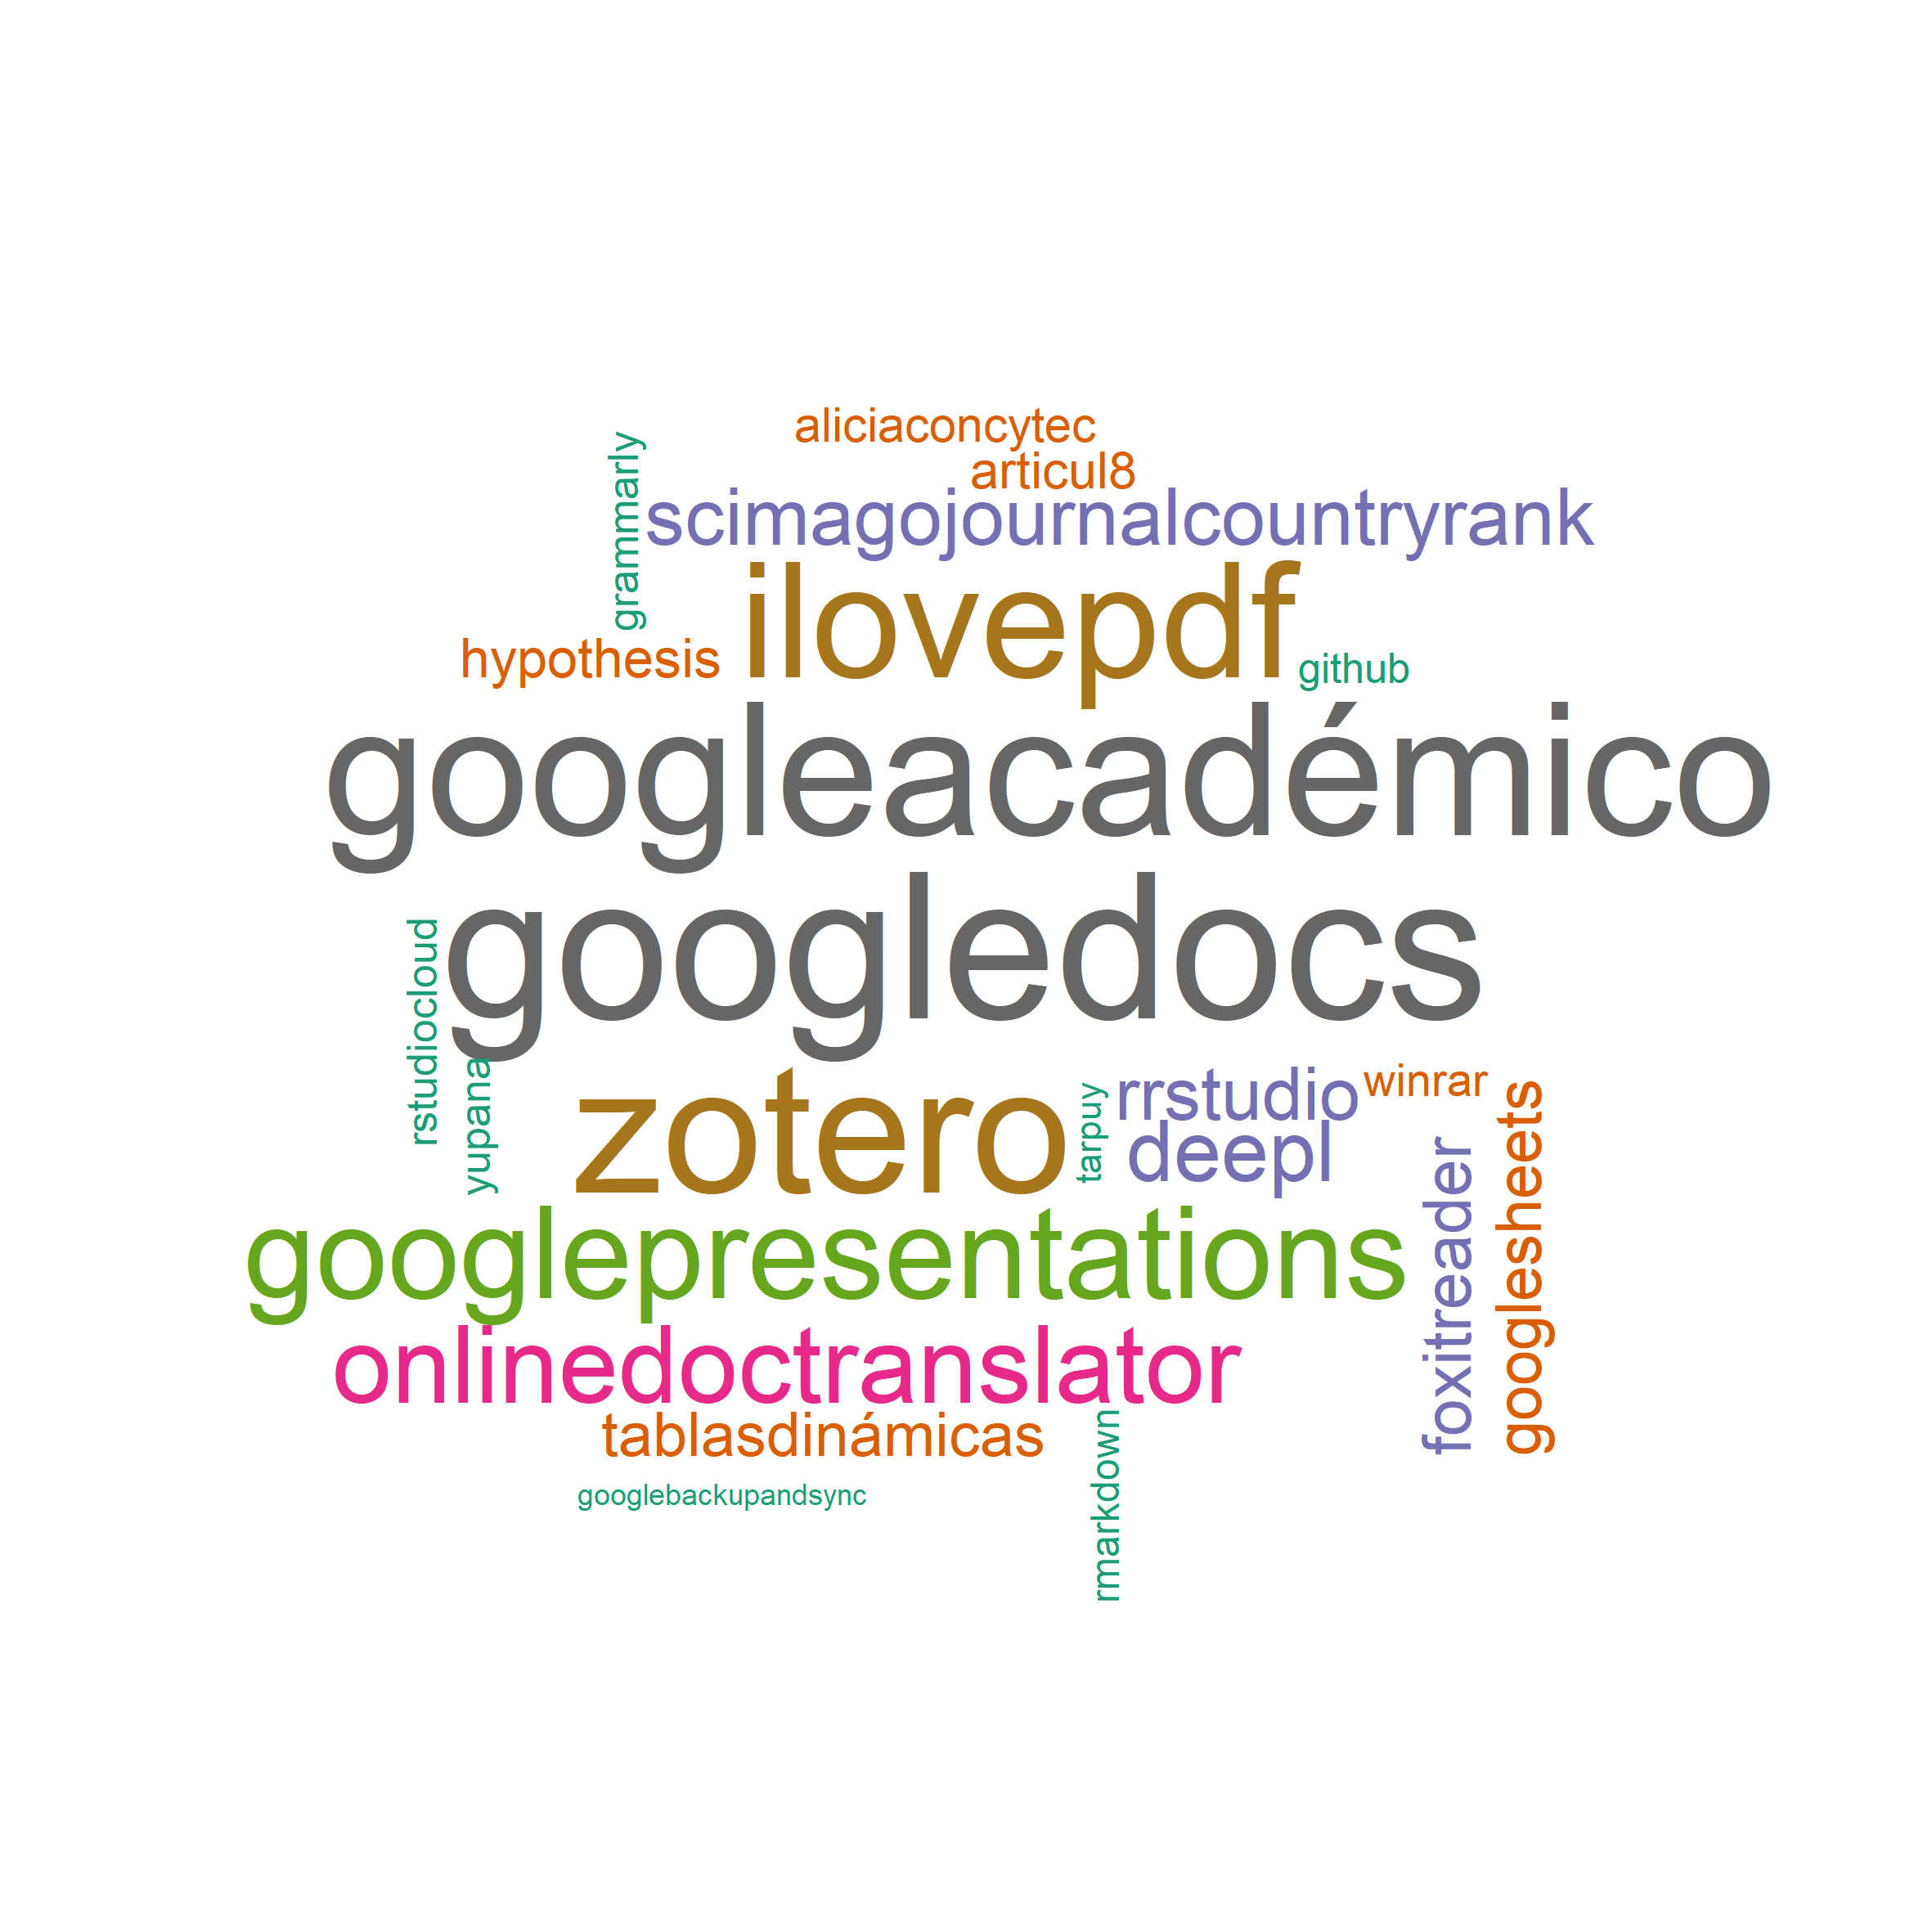 aliciaconcytec
articul8
grammarly
scimagojournalcountryrank
ilovepdf
hypothesis
github
googleacadémico
googledocs
rstudiocloud
yupana
zotero
tarpuy
rrstudio
winrar
deepl
foxitreader
googlesheets
googlepresentations
onlinedoctranslator
tablasdinámicas
rmarkdown
googlebackupandsync